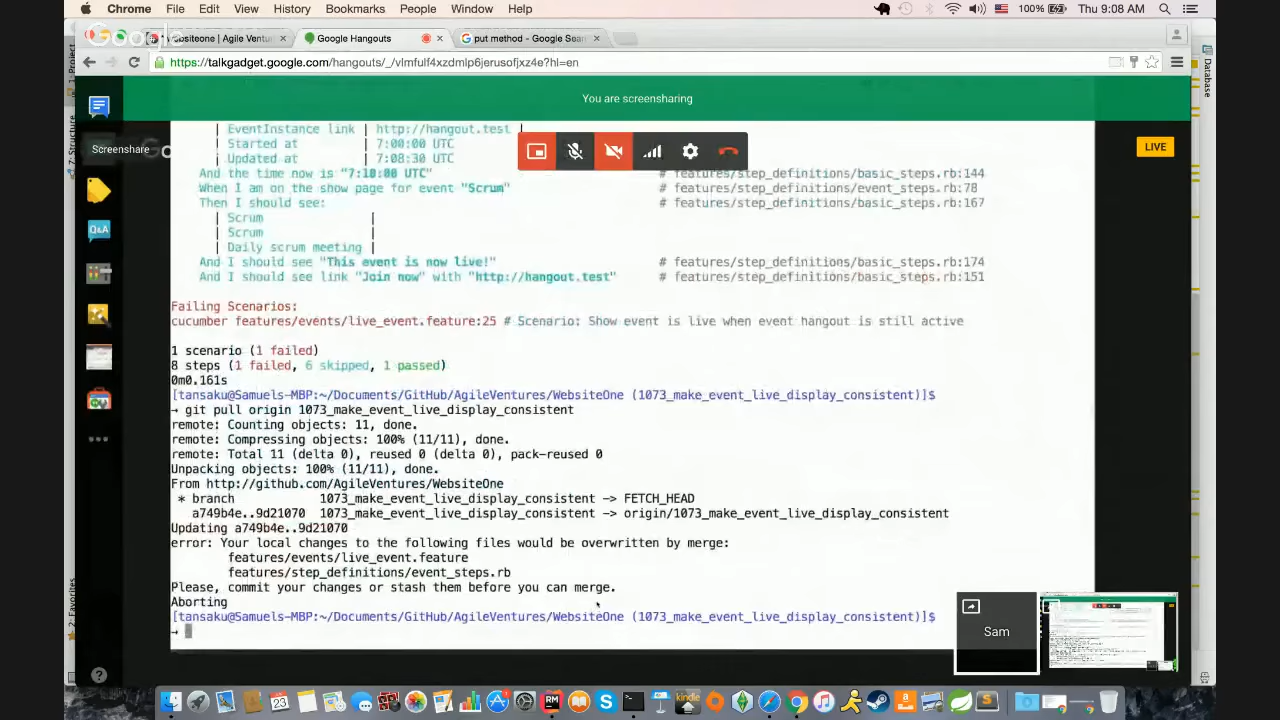 Chrome File Edit View History Bookmarks People Window Help 100% Thu 9:08 AM
websiteone | Agile Ventur × Google Hangouts × put method - Google Sear ×
https://talkgadget.google.com/hangouts/_/vlmfulf4xzdmlp6jerusofjxz4e?hl=en
You are screensharing
Screenshare
LIVE
Q&A
Database
1: Project
7: Structure
2: Favorites
| EventInstance link | http://hangout.test |
| Started at | 7:00:00 UTC
| Updated at | 7:08:30 UTC
And the time now is "7:10:00 UTC" # features/step_definitions/basic_steps.rb:144
When I am on the show page for event "Scrum" # features/step_definitions/event_steps.rb:78
Then I should see: # features/step_definitions/basic_steps.rb:167
| Scrum |
| Scrum |
| Daily scrum meeting |
And I should see "This event is now live!" # features/step_definitions/basic_steps.rb:174
And I should see link "Join now" with "http://hangout.test" # features/step_definitions/basic_steps.rb:151
Failing Scenarios:
cucumber features/events/live_event.feature:25 # Scenario: Show event is live when event hangout is still active
1 scenario (1 failed)
8 steps (1 failed, 6 skipped, 1 passed)
0m0.161s
[tansaku@Samuels-MBP:~/Documents/GitHub/AgileVentures/WebsiteOne (1073_make_event_live_display_consistent)]$
→ git pull origin 1073_make_event_live_display_consistent
remote: Counting objects: 11, done.
remote: Compressing objects: 100% (11/11), done.
remote: Total 11 (delta 0), reused 0 (delta 0), pack-reused 0
Unpacking objects: 100% (11/11), done.
From http://github.com/AgileVentures/WebsiteOne
* branch 1073_make_event_live_display_consistent -> FETCH_HEAD
a749b4e..9d21070 1073_make_event_live_display_consistent -> origin/1073_make_event_live_display_consistent
Updating a749b4e..9d21070
error: Your local changes to the following files would be overwritten by merge:
features/events/live_event.feature
features/step_definitions/event_steps.rb
Please, commit your changes or stash them before you can merge.
Aborting
[tansaku@Samuels-MBP:~/Documents/GitHub/AgileVentures/WebsiteOne (1073_make_event_live_display_consistent)]$
→
Sam